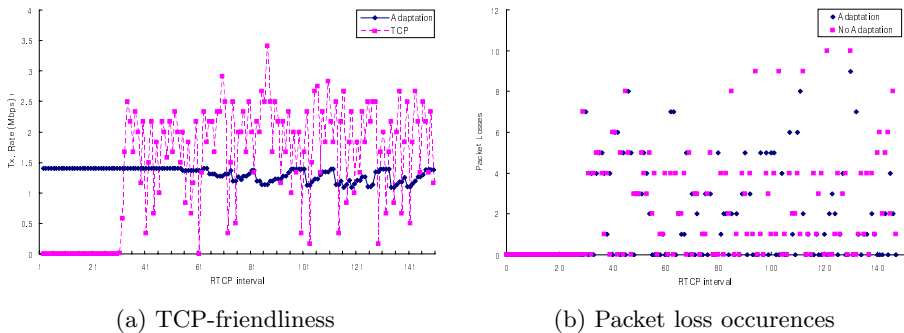 Adaptation
TCP
Tx_Rate (Mbps)
4
3.5
3
2.5
2
1.5
1
0.5
0
1 21 41 61 81 101 121 141
RTCP interval
(a) TCP-friendliness
Adaptation
No Adaptation
Packet Losses
12
10
8
6
4
2
0
0 20 40 60 80 100 120 140
RTCP interval
(b) Packet loss occurences